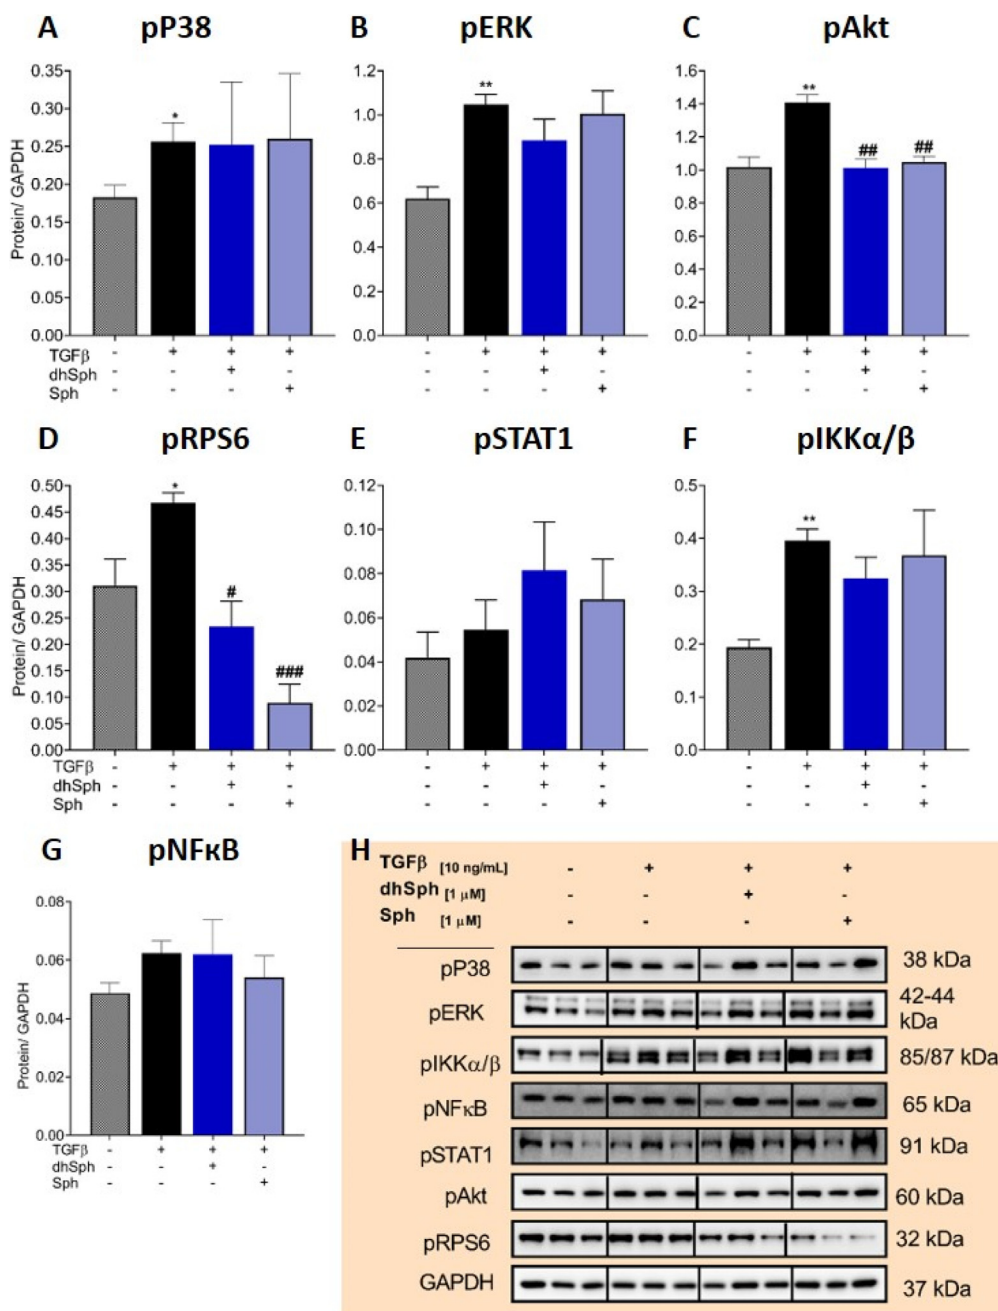 A pP38
0.35
0.30
0.25
0.20
0.15
0.10
0.05
0.00
Protein/ GAPDH
*
TGFβ - + + +
dhSph - - + -
Sph - - - +
B pERK
1.2
1.0
0.8
0.6
0.4
0.2
0.0
**
- + + +
- - + -
- - - +
C pAkt
1.6
1.4
1.2
1.0
0.8
0.6
0.4
0.2
0.0
**
##
##
- + + +
- - + -
- - - +
D pRPS6
0.50
0.45
0.40
0.35
0.30
0.25
0.20
0.15
0.10
0.05
0.00
Protein/ GAPDH
*
#
###
TGFβ - + + +
dhSph - - + -
Sph - - - +
E pSTAT1
0.12
0.10
0.08
0.06
0.04
0.02
0.00
- + + +
- - + -
- - - +
F pIKKα/β
0.5
0.4
0.3
0.2
0.1
0.0
**
- + + +
- - + -
- - - +
G pNFκB
0.08
0.06
0.04
0.02
0.00
Protein/ GAPDH
TGFβ - + + +
dhSph - - + -
Sph - - - +
H
TGFβ [10 ng/mL] - + + +
dhSph [1 μM] - - + -
Sph [1 μM] - - - +
pP38 38 kDa
pERK 42-44 kDa
pIKKα/β 85/87 kDa
pNFκB 65 kDa
pSTAT1 91 kDa
pAkt 60 kDa
pRPS6 32 kDa
GAPDH 37 kDa